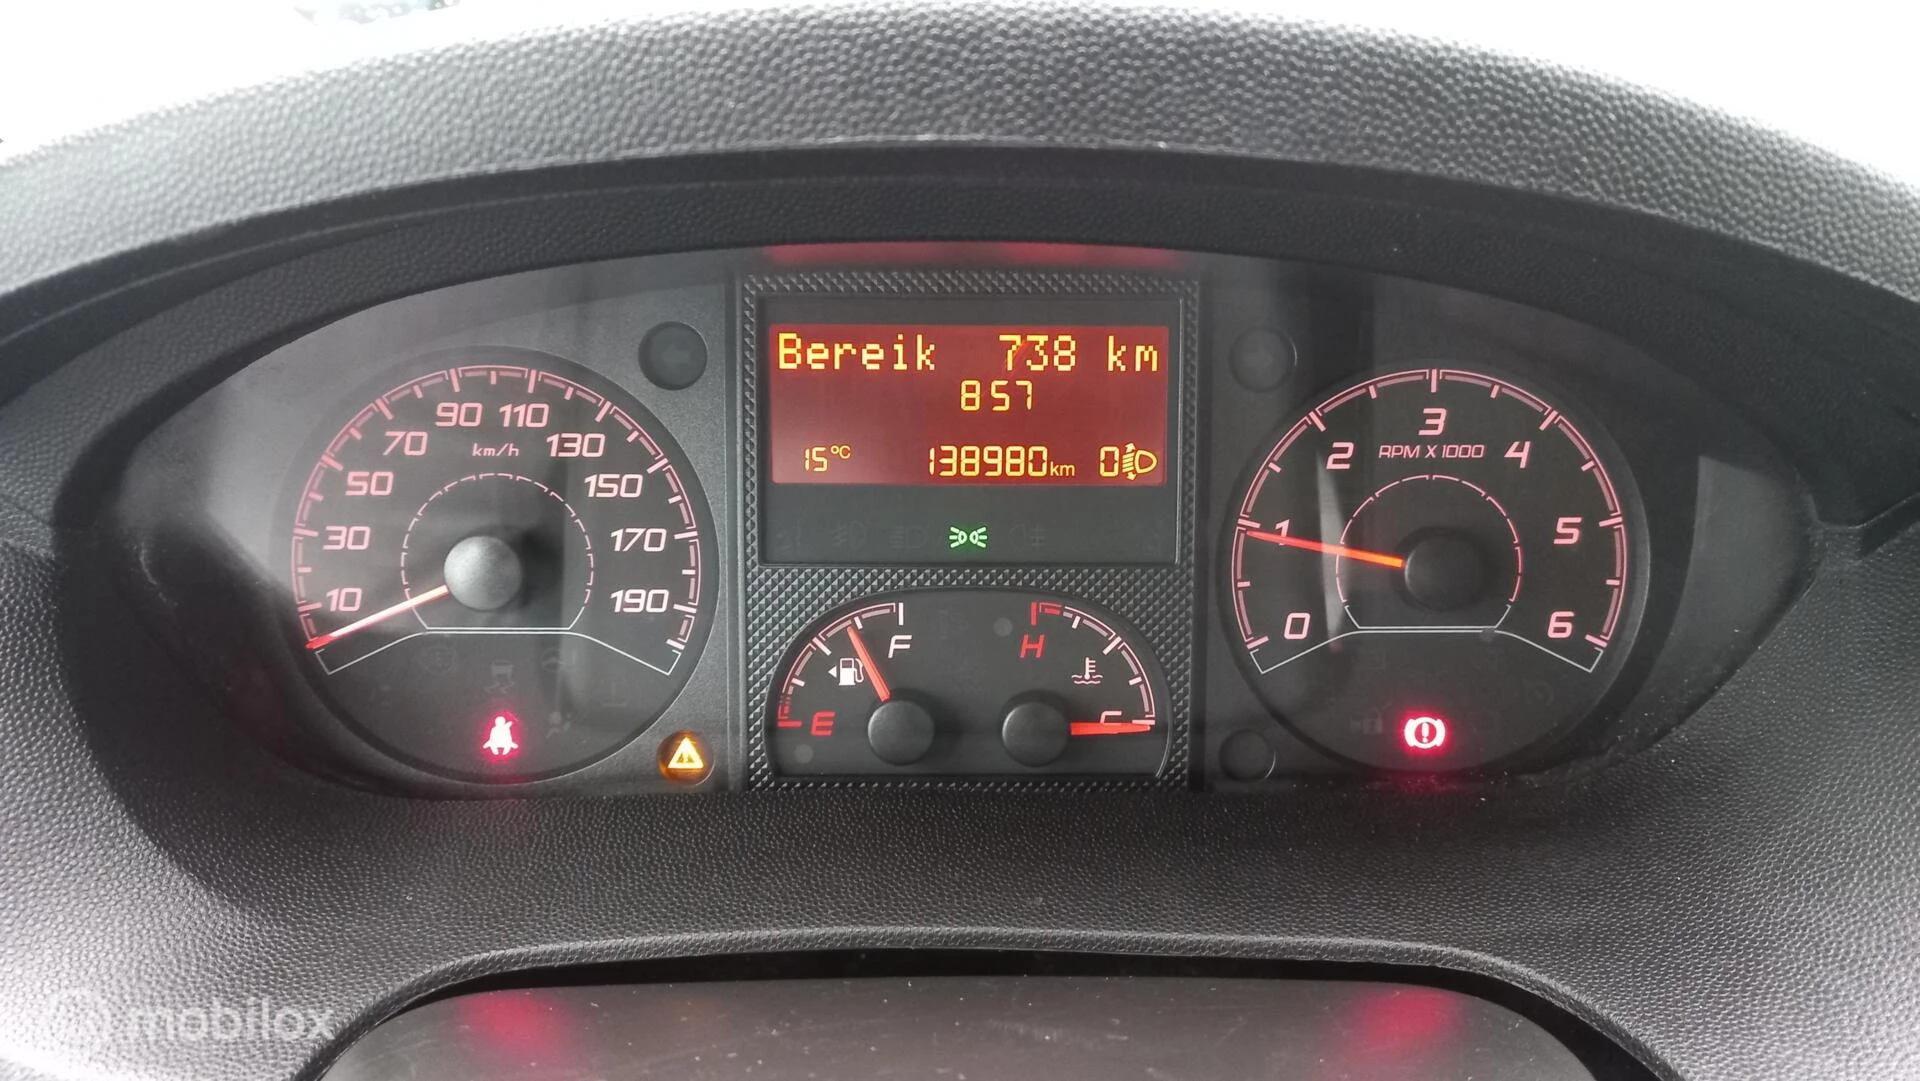 Bereik 738 km
857
15°C 138980km 0
10 30 50 70 90 110 130 150 170 190
km/h
0 1 2 3 4 5 6
RPM X 1000
E F
H C
mobilox